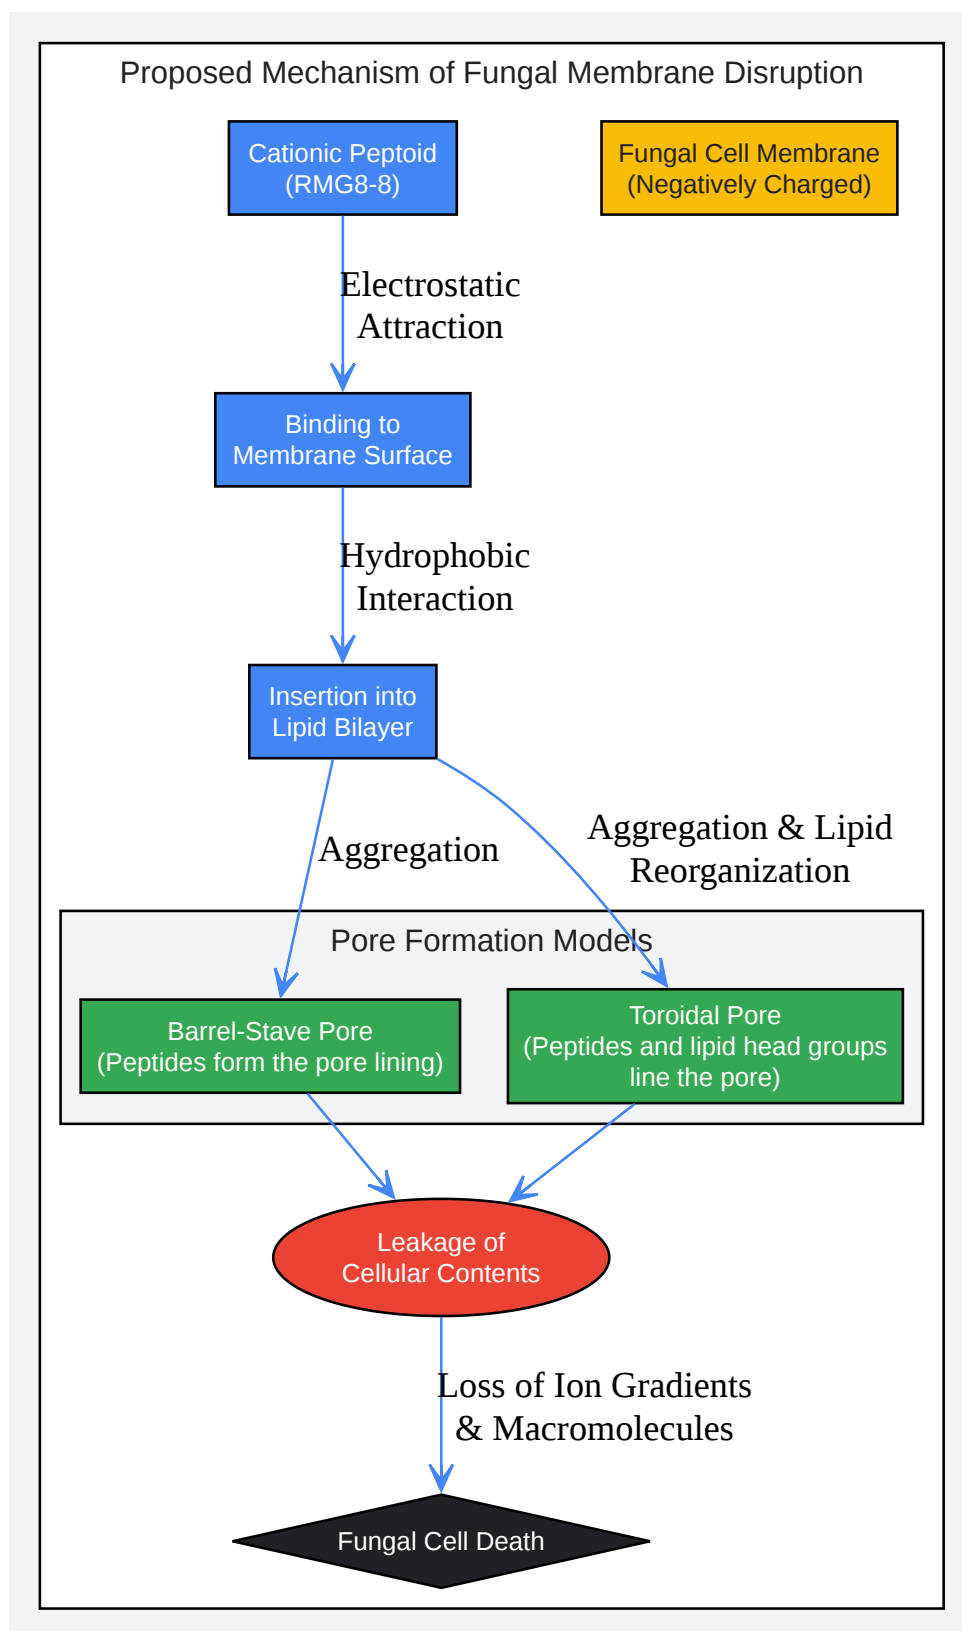 Proposed Mechanism of Fungal Membrane Disruption
Cationic Peptoid
(RMG8-8)
Fungal Cell Membrane
(Negatively Charged)
Electrostatic
Attraction
Binding to
Membrane Surface
Hydrophobic
Interaction
Insertion into
Lipid Bilayer
Aggregation
Aggregation & Lipid
Reorganization
Pore Formation Models
Barrel-Stave Pore
(Peptides form the pore lining)
Toroidal Pore
(Peptides and lipid head groups
line the pore)
Leakage of
Cellular Contents
Loss of Ion Gradients
& Macromolecules
Fungal Cell Death